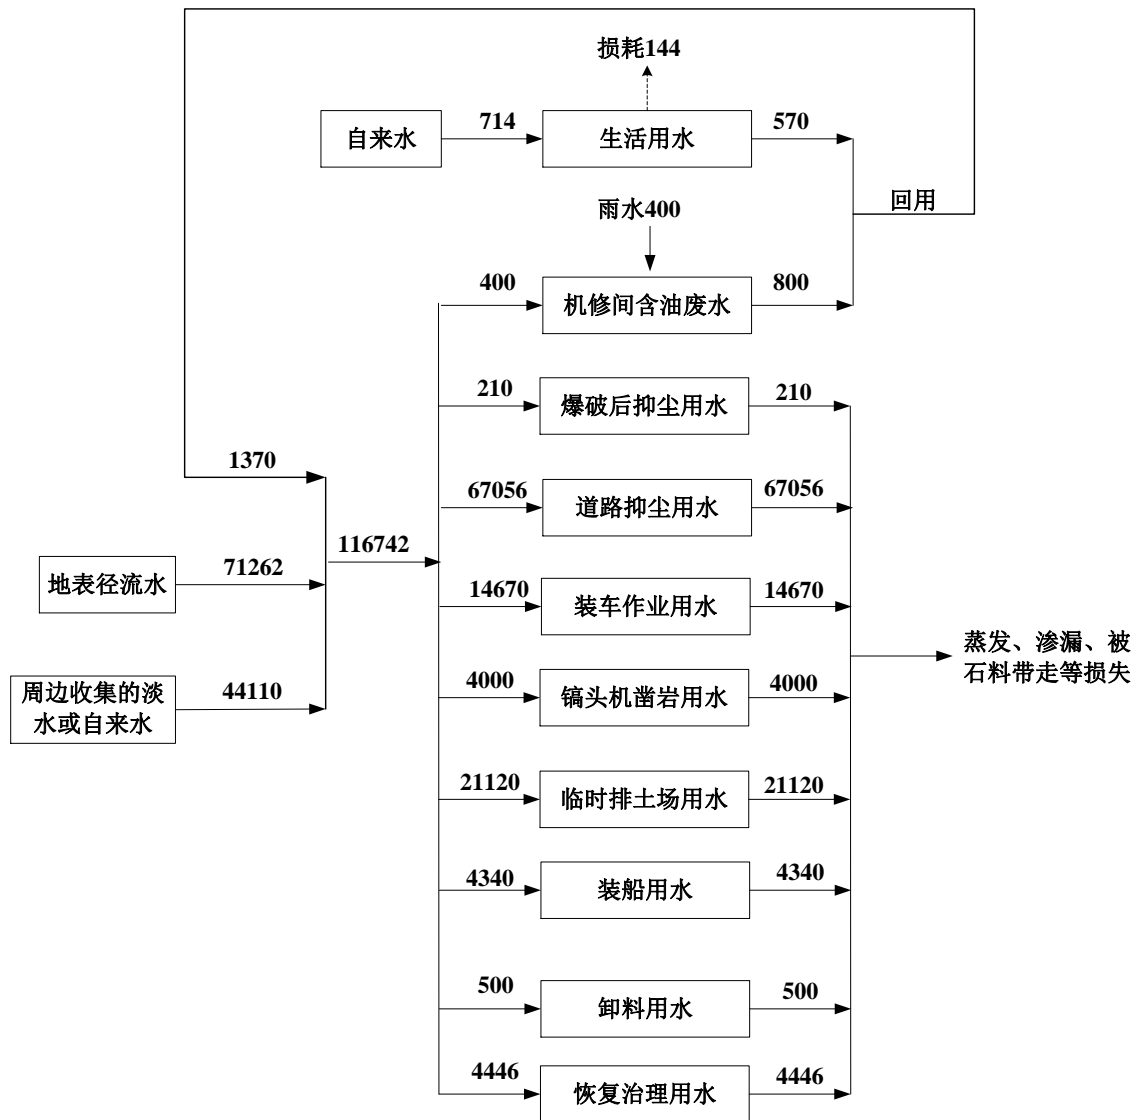 损耗144
自来水
714
生活用水
570
回用
雨水400
400
机修间含油废水
800
210
爆破后抑尘用水
210
1370
67056
道路抑尘用水
67056
116742
地表径流水
71262
14670
装车作业用水
14670
蒸发、渗漏、被
石料带走等损失
周边收集的淡
水或自来水
44110
4000
镐头机凿岩用水
4000
21120
临时排土场用水
21120
4340
装船用水
4340
500
卸料用水
500
4446
恢复治理用水
4446